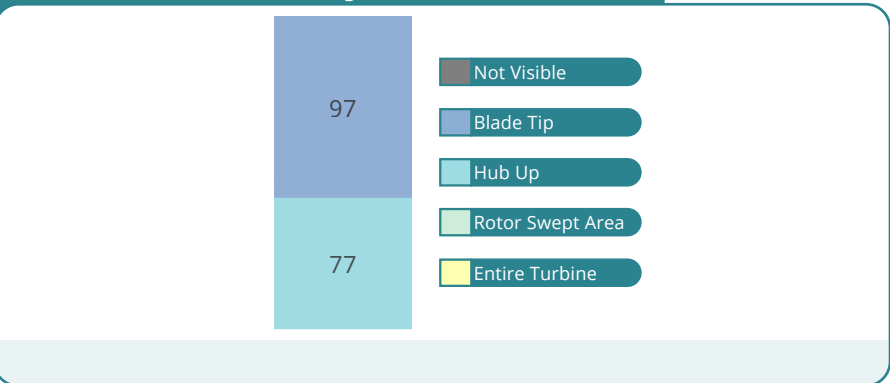 97
77
Not Visible
Blade Tip
Hub Up
Rotor Swept Area
Entire Turbine